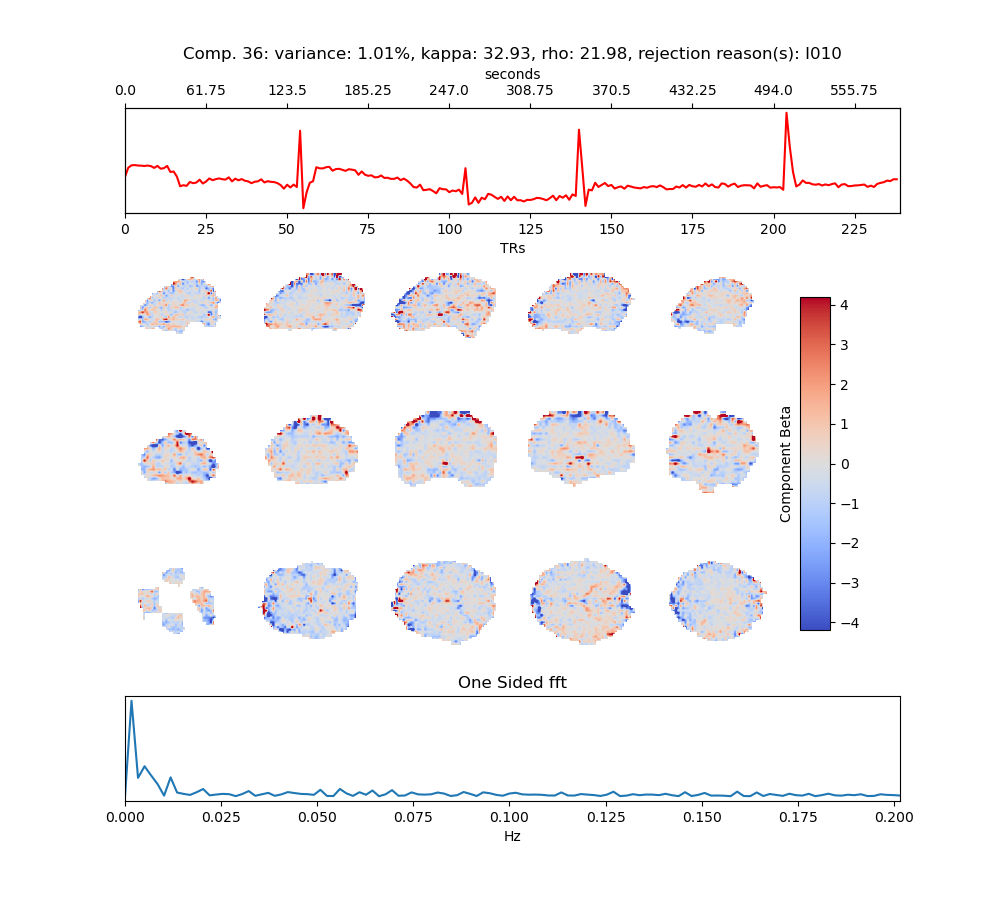 Comp. 36: variance: 1.01%, kappa: 32.93, rho: 21.98, rejection reason(s): I010
seconds
0.0 61.75 123.5 185.25 247.0 308.75 370.5 432.25 494.0 555.75
0 25 50 75 100 125 150 175 200 225
TRs
4
3
2
1
0
−1
−2
−3
−4
Component Beta
One Sided fft
0.000 0.025 0.050 0.075 0.100 0.125 0.150 0.175 0.200
Hz